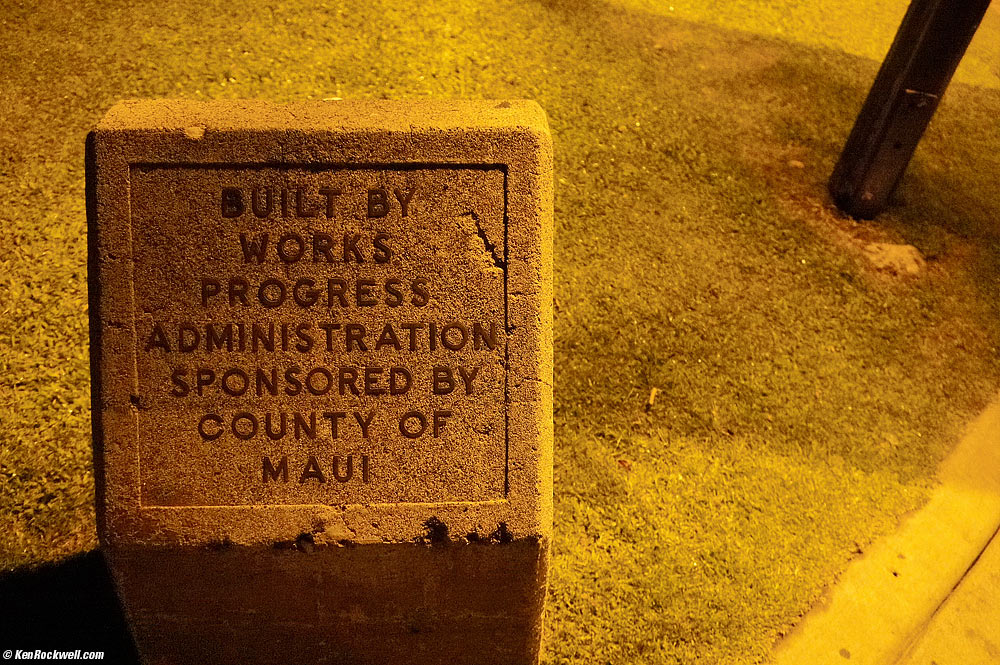 BUILT BY
WORKS
PROGRESS
ADMINISTRATION
SPONSORED BY
COUNTY OF
MAUI
© KenRockwell.com